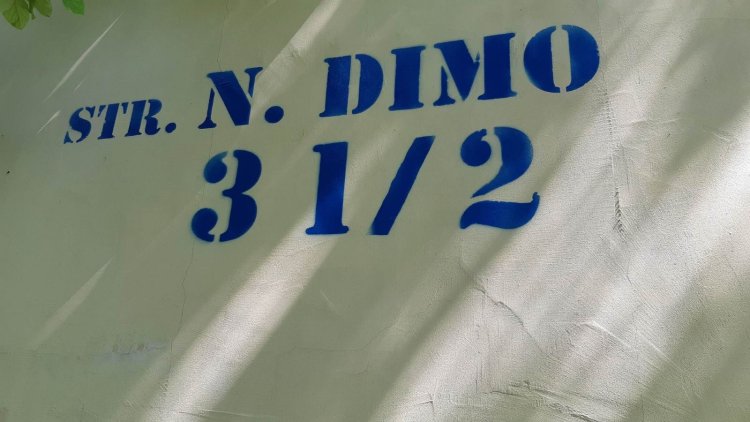 STR. N. DIMO
31/2